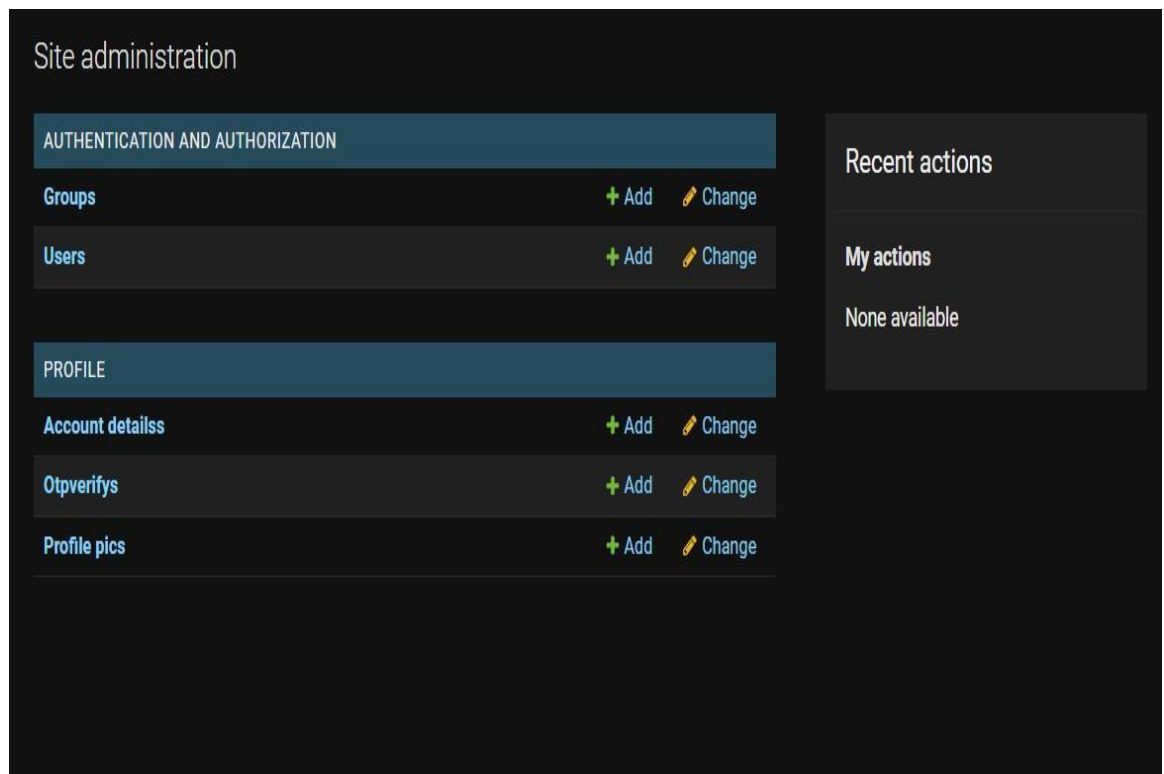 Site administration
AUTHENTICATION AND AUTHORIZATION
Groups Add Change
Users Add Change
PROFILE
Account detailss Add Change
Otpverifys Add Change
Profile pics Add Change
Recent actions
My actions
None available